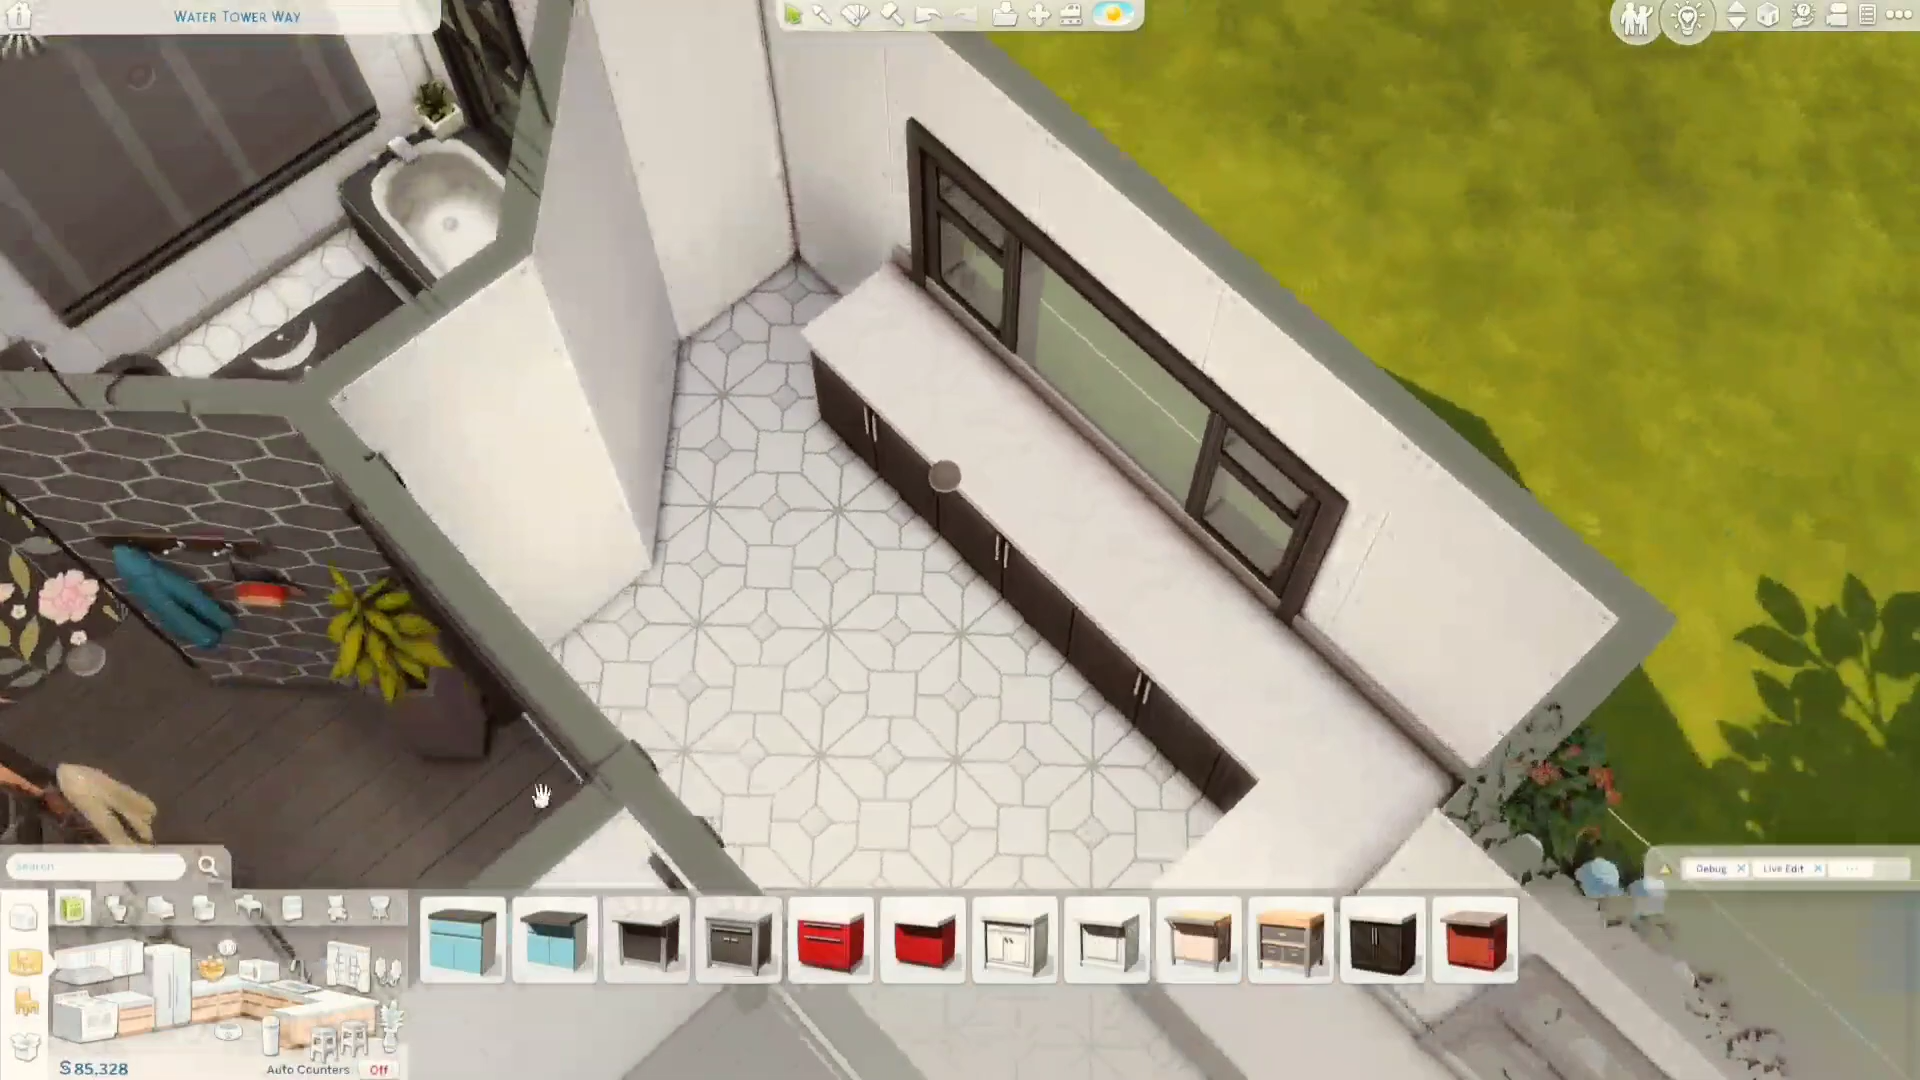 Water Tower Way
Search
Debug
Live Edit
§85,328
Auto Counters Off